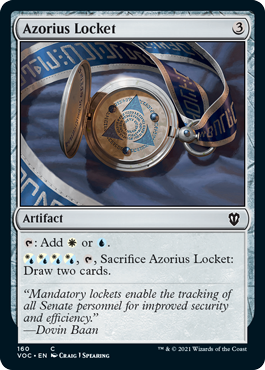 Azorius Locket 3
Artifact
: Add or .
, , Sacrifice Azorius Locket:
Draw two cards.
“Mandatory lockets enable the tracking of
all Senate personnel for improved security
and efficiency.”
—Dovin Baan
160 C
VOC • EN Craig J Spearing ™ & © 2021 Wizards of the Coast